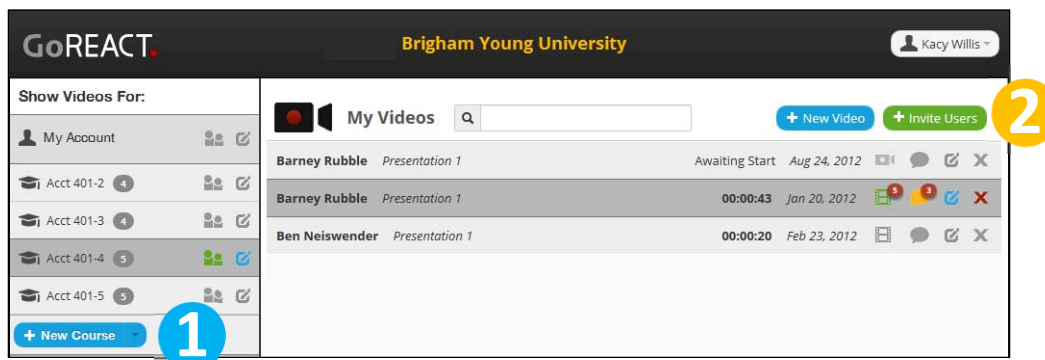 GoREACT.
Brigham Young University
Kacy Willis
Show Videos For:
My Account
Acct 401-2 4
Acct 401-3 4
Acct 401-4 5
Acct 401-5 5
+ New Course
1
My Videos
+ New Video
+ Invite Users
2
Barney Rubble Presentation 1 Awaiting Start Aug 24, 2012
Barney Rubble Presentation 1 00:00:43 Jan 20, 2012 5 3
Ben Neiswender Presentation 1 00:00:20 Feb 23, 2012